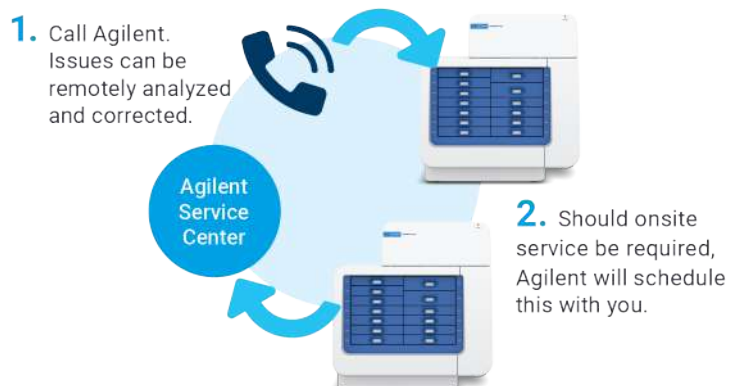 1. Call Agilent.
Issues can be
remotely analyzed
and corrected.
Agilent
Service
Center
2. Should onsite
service be required,
Agilent will schedule
this with you.